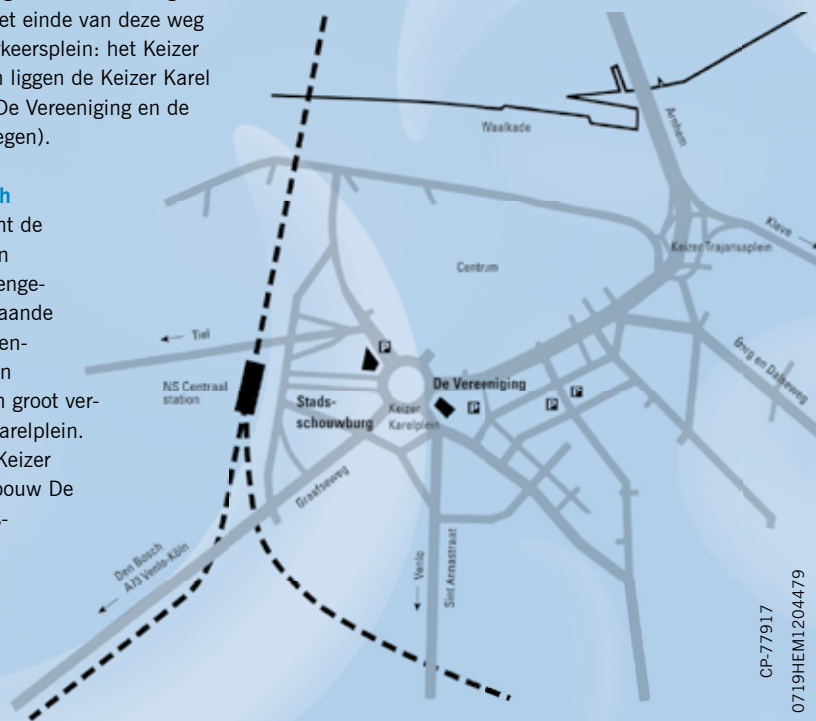 et einde van deze weg
keersplein: het Keizer
n liggen de Keizer Karel
De Vereeniging en de
egen).
h
nt de
n
enge-
aande
en-
n
n groot ver-
arelplein.
Keizer
bouw De
s-
Waalkade
Arnhem
Kleve
Keizer Trajanusplein
Centrum
Tiel
P
NS Centraal
station
Stads-
schouwburg
Keizer
Karelplein
De Vereeniging
P
P
P
Berg en Dalseweg
Graafseweg
Den Bosch
A73 Venlo-Köln
Venlo
Sint Annastraat
CP-77917
0719HEM1204479